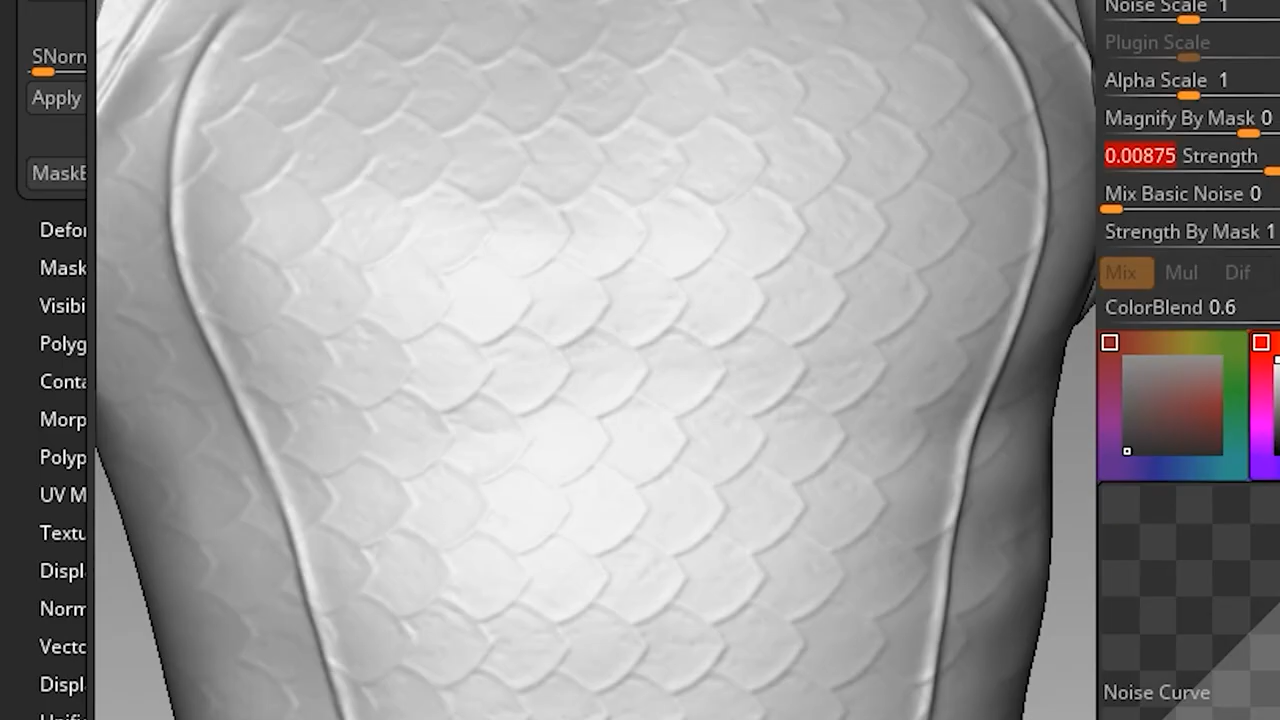 SNorn
Apply
MaskE
Defor
Mask
Visibi
Polyg
Conta
Morp
Polyp
UV M
Textu
Displ
Norm
Vecto
Displ
Noise Scale 1
Plugin Scale
Alpha Scale 1
Magnify By Mask 0
0.00875 Strength
Mix Basic Noise 0
Strength By Mask 1
Mix Mul Dif
ColorBlend 0.6
Noise Curve